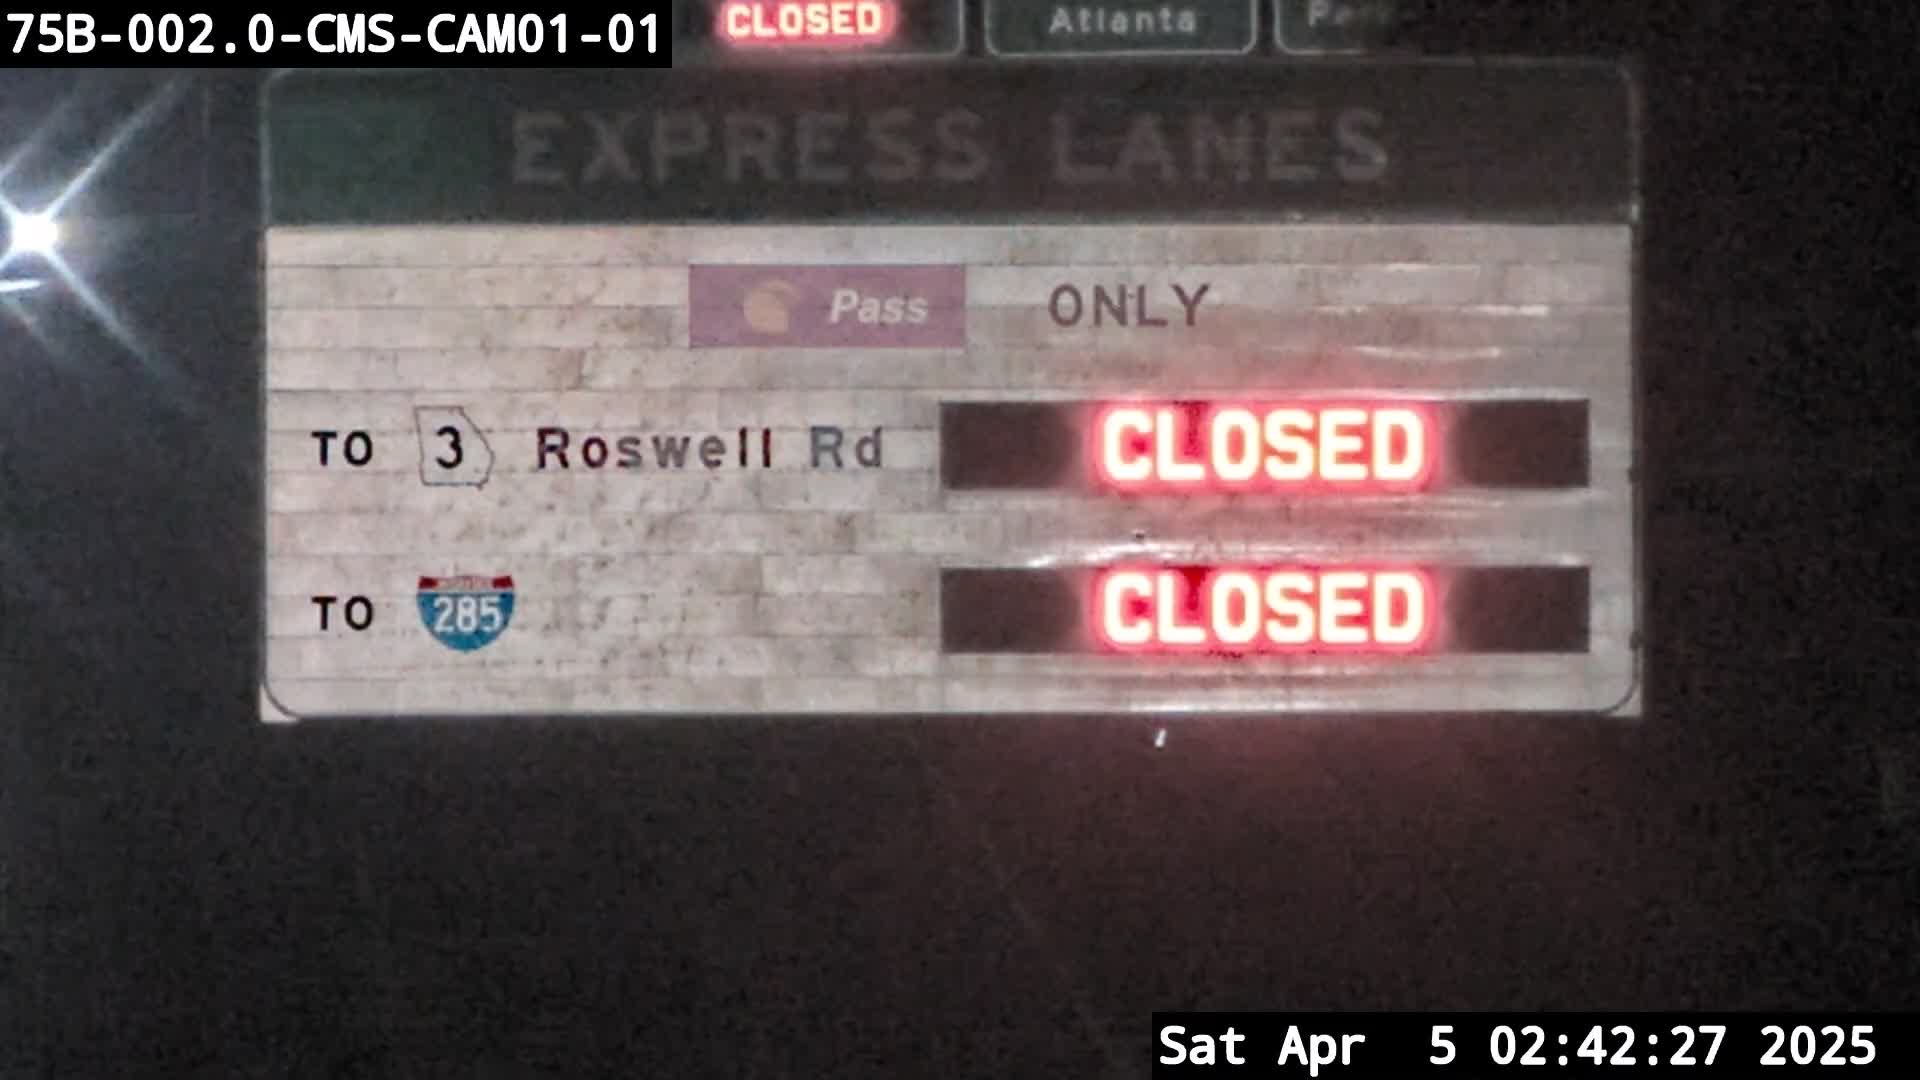 75B-002.0-CMS-CAM01-01
CLOSED
Atlanta
EXPRESS LANES
Pass ONLY
TO 3 Roswell Rd CLOSED
TO 285 CLOSED
Sat Apr 5 02:42:27 2025